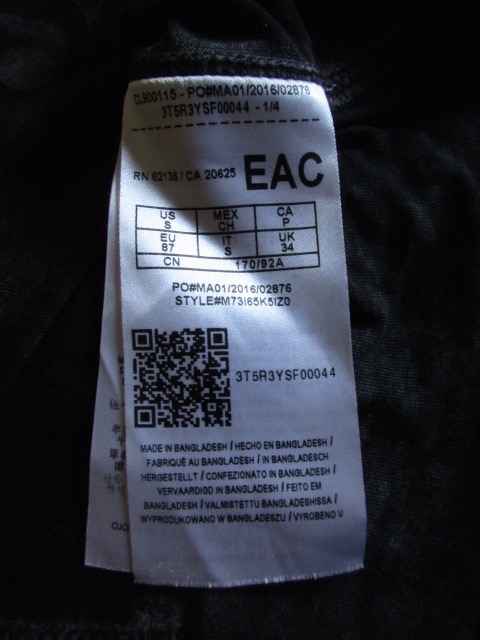 CLB00115 - PO#MA01/2016/02876
3T5R3YSF00044 - 1/4
RN 62136 / CA 20625 EAC
US MEX CA
S CH P
EU IT UK
87 S 34
CN 170/92A
PO#MA01/2016/02876
STYLE#M73I65K5IZ0
3T5R3YSF00044
MADE IN BANGLADESH / HECHO EN BANGLADESH /
FABRIQUÉ AU BANGLADESH / IN BANGLADESCH
HERGESTELLT / CONFEZIONATO IN BANGLADESH /
VERVAARDIGD IN BANGLADESH / FEITO EM
BANGLADESH / VALMISTETTU BANGLADESHISSA /
WYPRODUKOWANO W BANGLADESZU / VYROBENO V